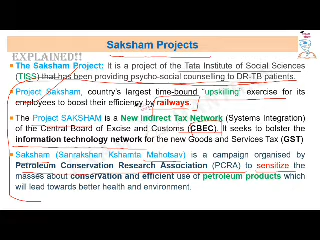 EXPLAINED!!!
Saksham Projects
The Saksham Project: It is a project of the Tata Institute of Social Sciences
(TISS) that has been providing psycho-social counselling to DR-TB patients.
Project Saksham, country's largest time-bound "upskilling" exercise for its
employees to boost their efficiency by railways.
The Project SAKSHAM is a New Indirect Tax Network (Systems Integration)
of the Central Board of Excise and Customs (CBEC). It seeks to bolster the
information technology network for the new Goods and Services Tax (GST)
Saksham (Sanrakshan Kshamta Mahotsav) is a campaign organised by
Petroleum Conservation Research Association (PCRA) to sensitize the
masses about conservation and efficient use of petroleum products which
will lead towards better health and environment.